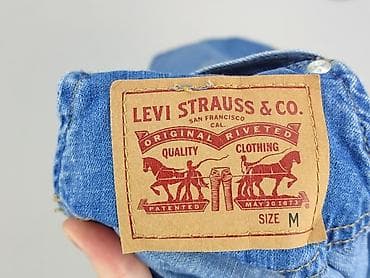 LEVI STRAUSS & CO.
SAN FRANCISCO
CAL.
ORIGINAL RIVETED
QUALITY CLOTHING
PATENTED MAY 20 1873
SIZE M